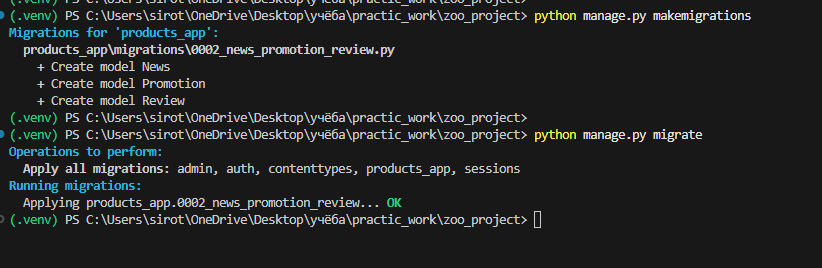 (.venv) PS C:\Users\sirot\OneDrive\Desktop\учёба\practic_work\zoo_project> python manage.py makemigrations
Migrations for 'products_app':
  products_app\migrations\0002_news_promotion_review.py
    + Create model News
    + Create model Promotion
    + Create model Review
(.venv) PS C:\Users\sirot\OneDrive\Desktop\учёба\practic_work\zoo_project>
(.venv) PS C:\Users\sirot\OneDrive\Desktop\учёба\practic_work\zoo_project> python manage.py migrate
Operations to perform:
  Apply all migrations: admin, auth, contenttypes, products_app, sessions
Running migrations:
  Applying products_app.0002_news_promotion_review... OK
(.venv) PS C:\Users\sirot\OneDrive\Desktop\учёба\practic_work\zoo_project>